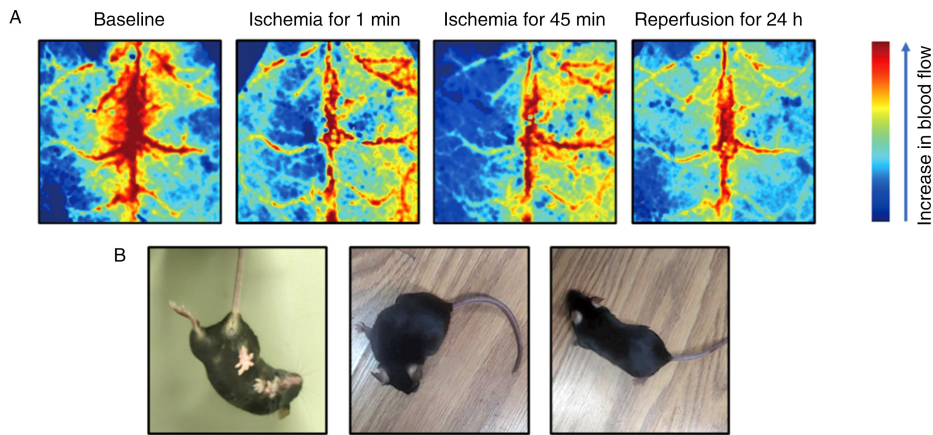 A
Baseline
Ischemia for 1 min
Ischemia for 45 min
Reperfusion for 24 h
Increase in blood flow
B